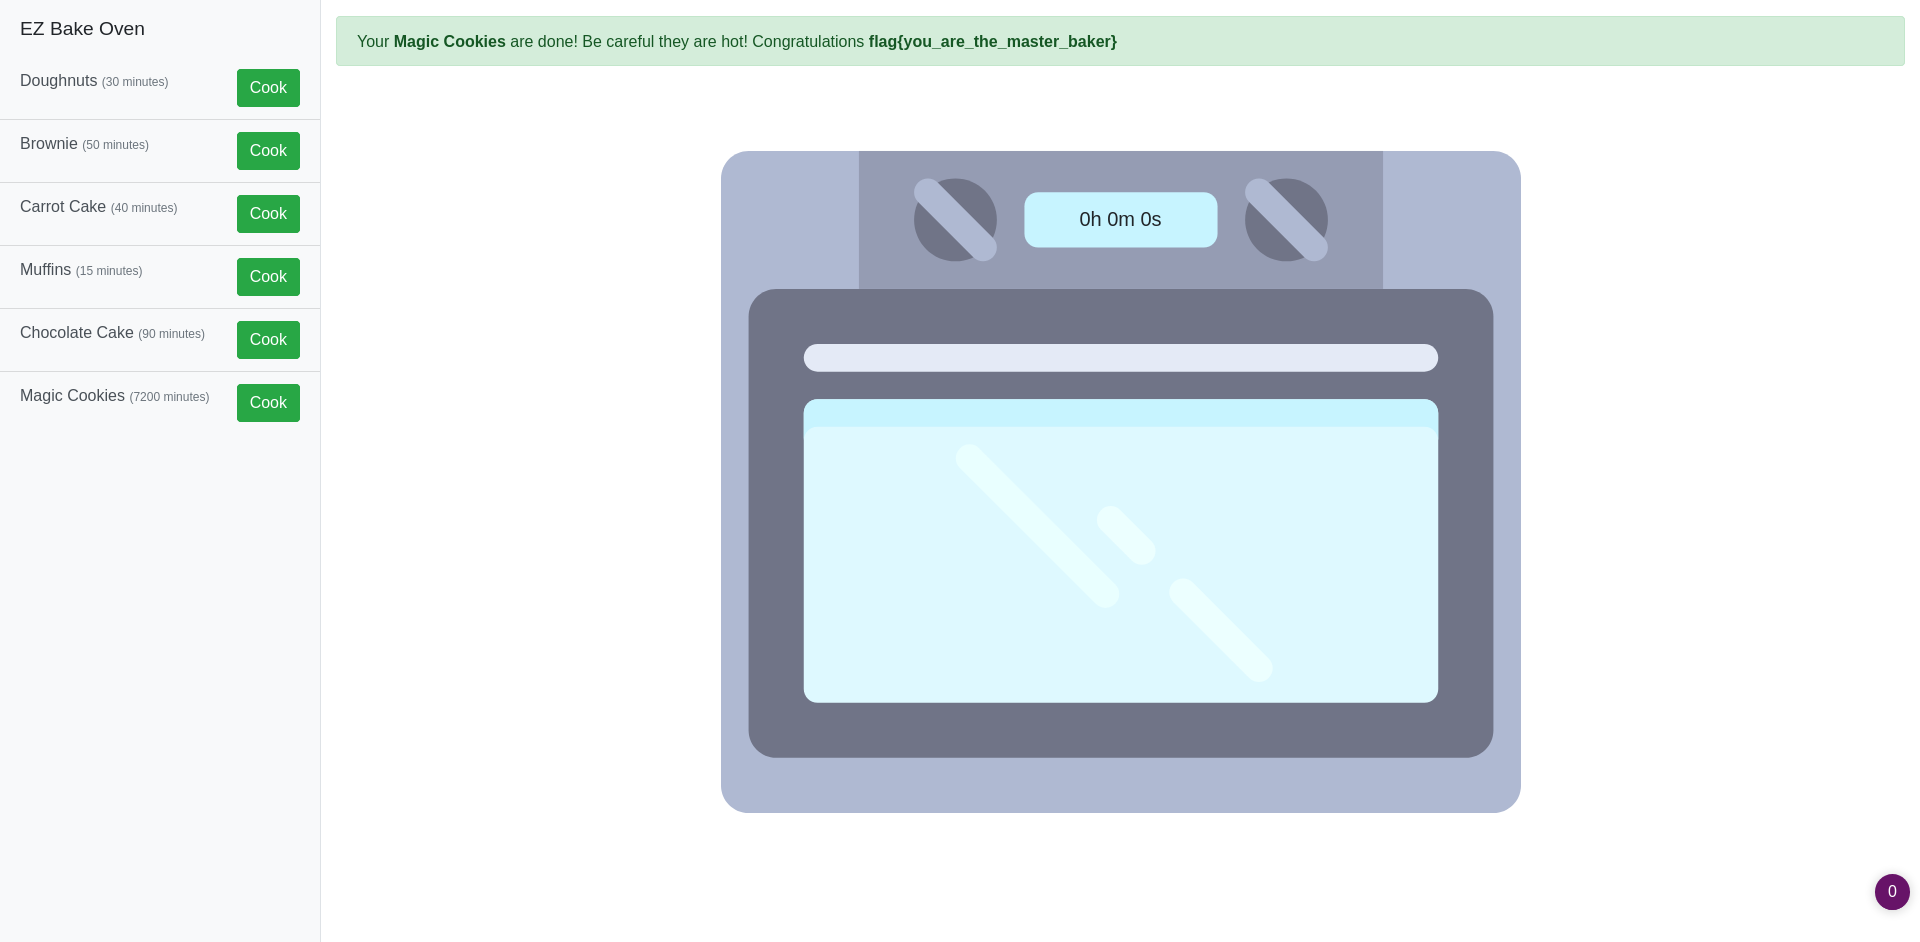 EZ Bake Oven
Your Magic Cookies are done! Be careful they are hot! Congratulations flag{you_are_the_master_baker}
Doughnuts (30 minutes)
Cook
Brownie (50 minutes)
Cook
Carrot Cake (40 minutes)
Cook
Muffins (15 minutes)
Cook
Chocolate Cake (90 minutes)
Cook
Magic Cookies (7200 minutes)
Cook
0h 0m 0s
0